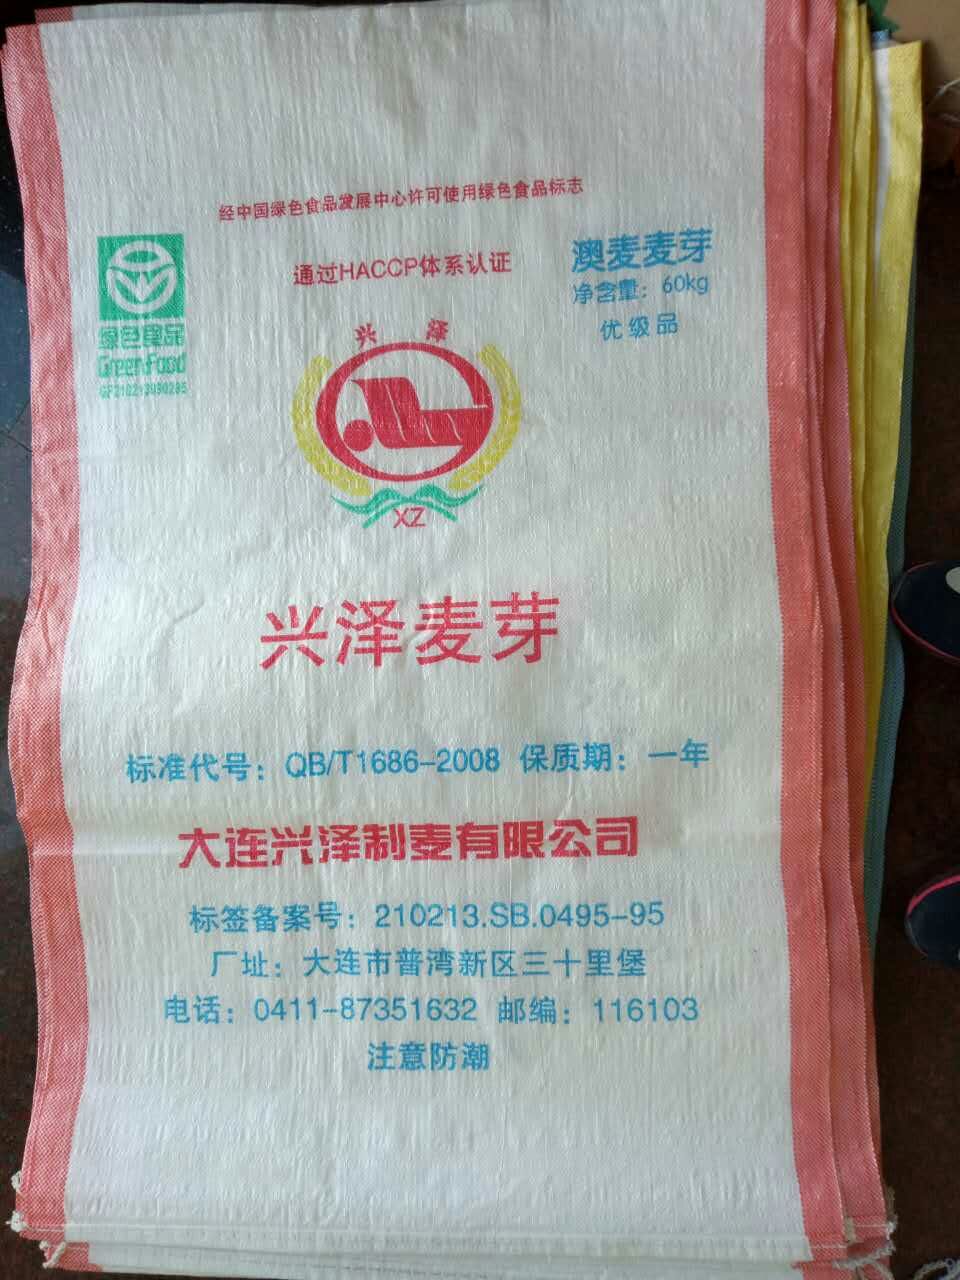 经中国绿色食品发展中心许可使用绿色食品标志
通过HACCP体系认证
澳麦麦芽
净含量：60kg
优级品
绿色食品
Greenfood
兴泽
XZ
兴泽麦芽
标准代号：QB/T1686-2008 保质期：一年
大连兴泽制麦有限公司
标签备案号：210213.SB.0495-95
厂址：大连市普湾新区三十里堡
电话：0411-87351632 邮编：116103
注意防潮